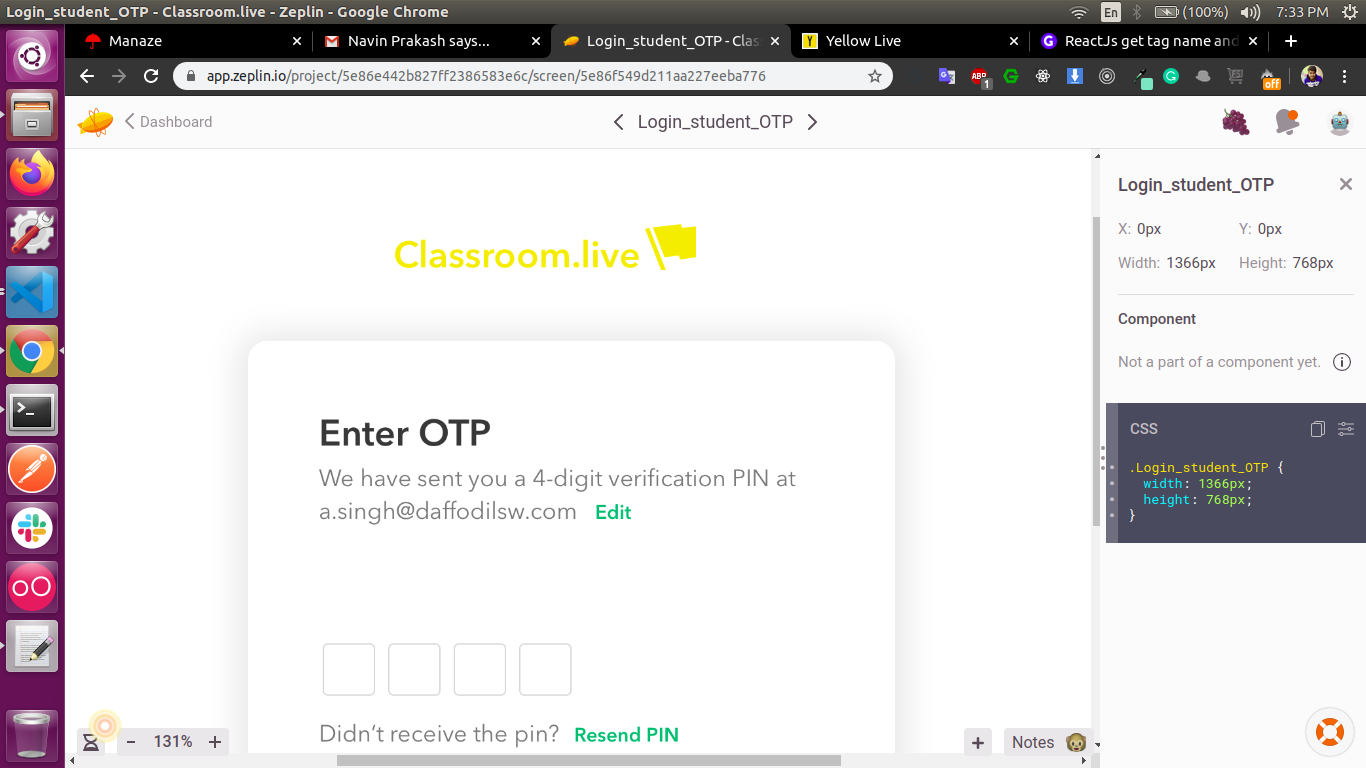 Login_student_OTP - Classroom.live - Zeplin - Google Chrome
En
(100%)
7:33 PM
Manaze
Navin Prakash says...
Login_student_OTP - Clas
Yellow Live
ReactJs get tag name and
app.zeplin.io/project/5e86e442b827ff2386583e6c/screen/5e86f549d211aa227eeba776
ABP
1
off
Dashboard
Login_student_OTP
Classroom.live
Enter OTP
We have sent you a 4-digit verification PIN at
a.singh@daffodilsw.com Edit
Didn’t receive the pin? Resend PIN
- 131% +
+
Notes
Login_student_OTP
X: 0px Y: 0px
Width: 1366px Height: 768px
Component
Not a part of a component yet.
CSS
.Login_student_OTP {
width: 1366px;
height: 768px;
}